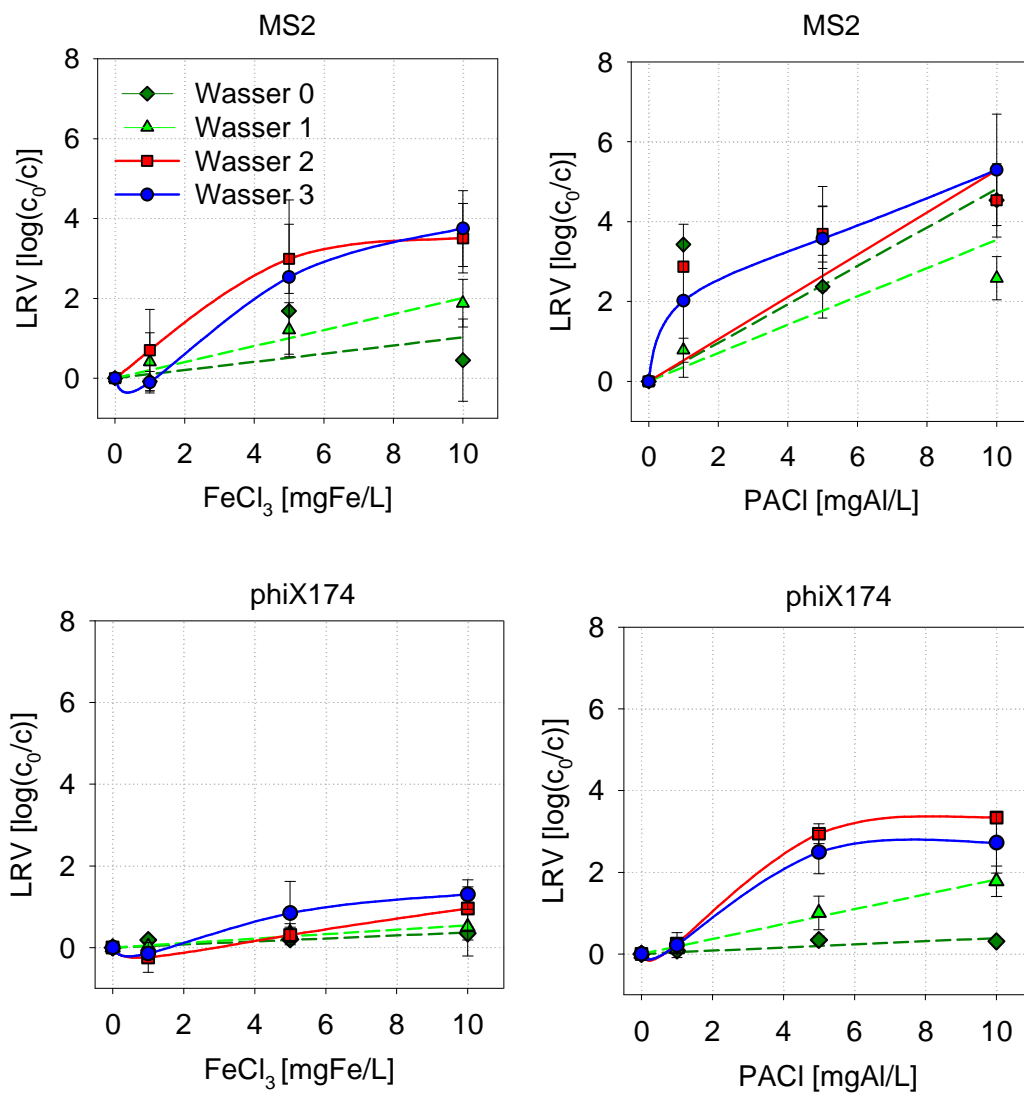 MS2
8
6
4
2
0
LRV [log(c₀/c)]
Wasser 0
Wasser 1
Wasser 2
Wasser 3
0 2 4 6 8 10
FeCl₃ [mgFe/L]
MS2
8
6
4
2
0
LRV [log(c₀/c)]
0 2 4 6 8 10
PACl [mgAl/L]
phiX174
8
6
4
2
0
LRV [log(c₀/c)]
0 2 4 6 8 10
FeCl₃ [mgFe/L]
phiX174
8
6
4
2
0
LRV [log(c₀/c)]
0 2 4 6 8 10
PACl [mgAl/L]